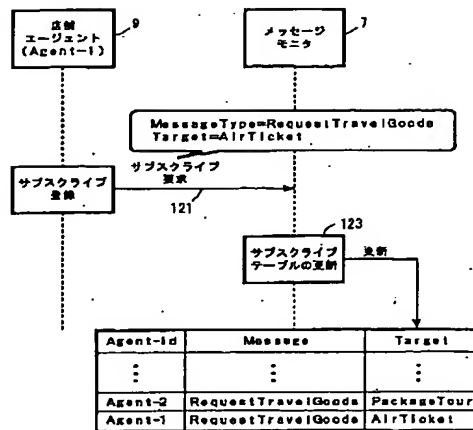 店舗
エージェント
(Agent-1)
9
メッセージ
モニタ
7
MessageType=RequestTravelGoods
Target=AirTicket
サブスクライブ
登録
サブスクライブ
要求
121
123
サブスクライブ
テーブルの更新
更新
Agent-id Message Target
Agent-2 RequestTravelGoods PackageTour
Agent-1 RequestTravelGoods AirTicket